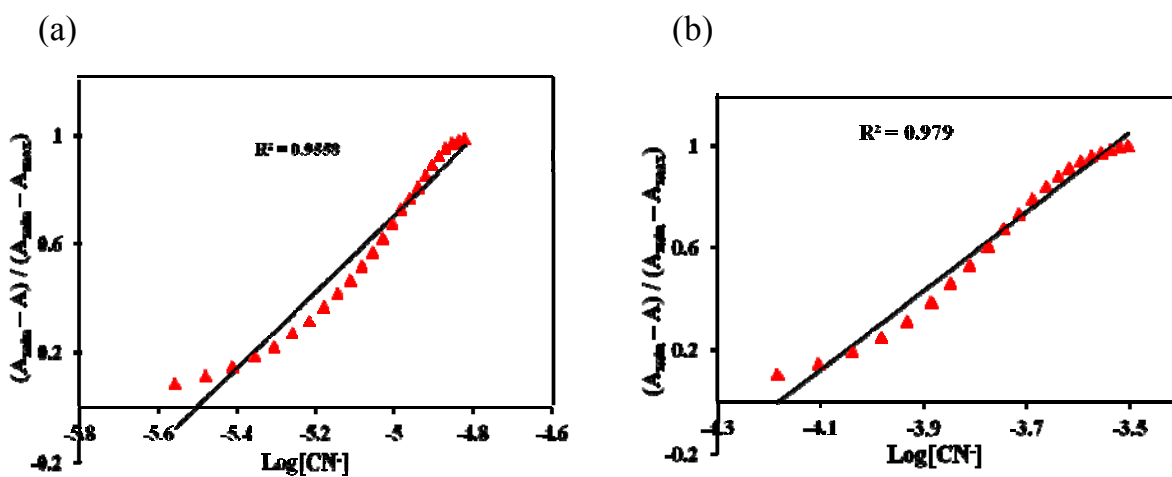 (a)
(b)
(Amin – A) / (Amin – Amax)
1
0.6
0.2
-0.2
R² = 0.9558
-5.8
-5.6
-5.4
-5.2
-5
-4.8
-4.6
Log[CN-]
(Amin – A) / (Amin – Amax)
1
0.6
0.2
-0.2
R² = 0.979
-4.3
-4.1
-3.9
-3.7
-3.5
Log[CN-]